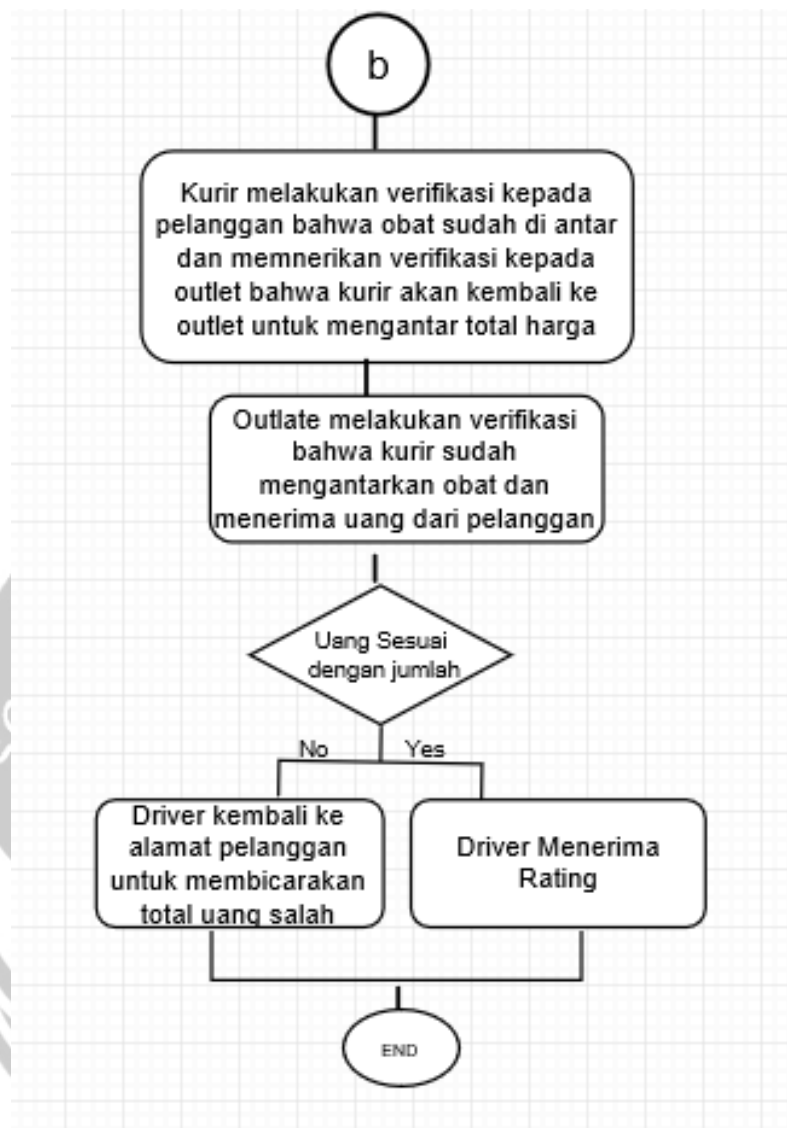 b
Kurir melakukan verifikasi kepada
pelanggan bahwa obat sudah di antar
dan memnerikan verifikasi kepada
outlet bahwa kurir akan kembali ke
outlet untuk mengantar total harga
Outlate melakukan verifikasi
bahwa kurir sudah
mengantarkan obat dan
menerima uang dari pelanggan
Uang Sesuai
dengan jumlah
No
Yes
Driver kembali ke
alamat pelanggan
untuk membicarakan
total uang salah
Driver Menerima
Rating
END